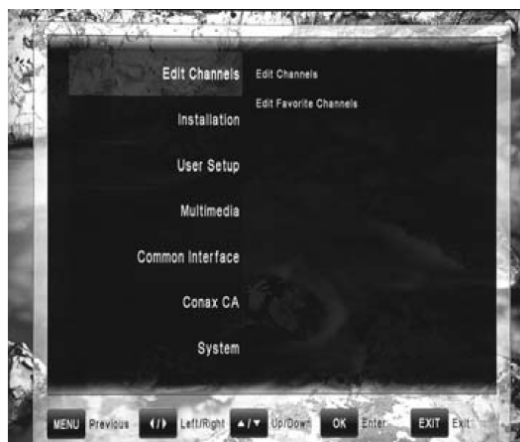 Edit Channels
Edit Channels
Edit Favorite Channels
Installation
User Setup
Multimedia
Common Interface
Conax CA
System
MENU Previous ◂/▸ Left/Right ▴/▾ Up/Down OK Enter EXIT Exit